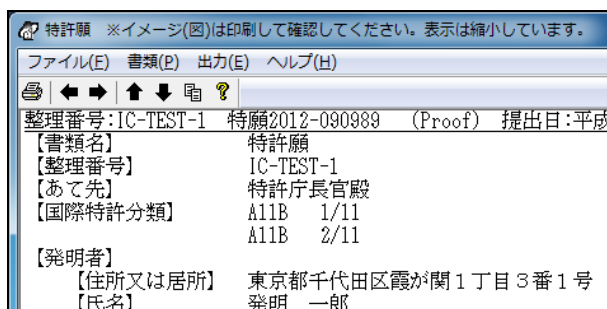 特許願 ※イメージ(図)は印刷して確認してください。表示は縮小しています。
ファイル(F) 書類(P) 出力(E) ヘルプ(H)
整理番号:IC-TEST-1 特願2012-090989 (Proof) 提出日:平成
【書類名】 特許願
【整理番号】 IC-TEST-1
【あて先】 特許庁長官殿
【国際特許分類】 A11B 1/11
A11B 2/11
【発明者】
【住所又は居所】 東京都千代田区霞が関1丁目3番1号
【氏名】 発明 一郎